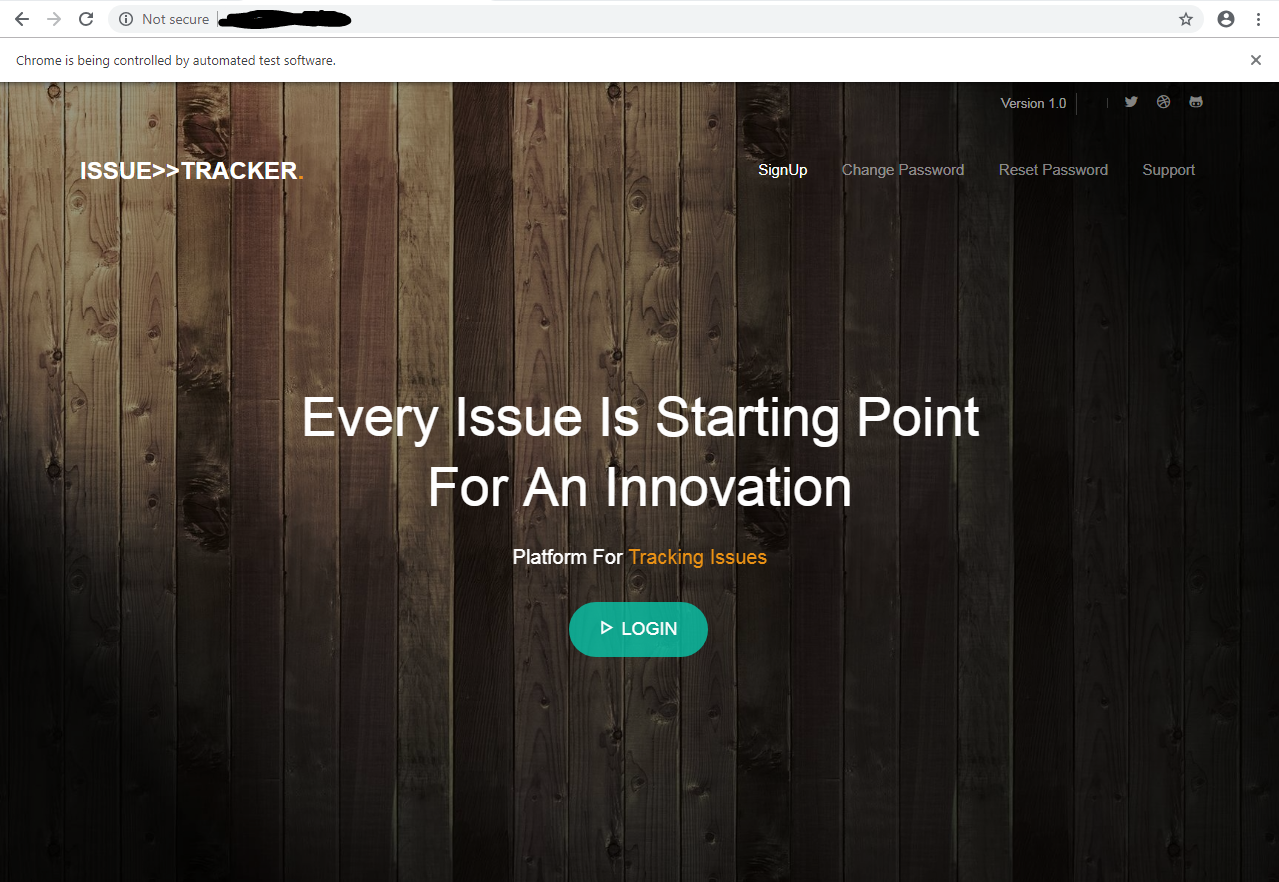 Not secure
Chrome is being controlled by automated test software.
Version 1.0
ISSUE>>TRACKER.
SignUp Change Password Reset Password Support
Every Issue Is Starting Point
For An Innovation
Platform For Tracking Issues
LOGIN